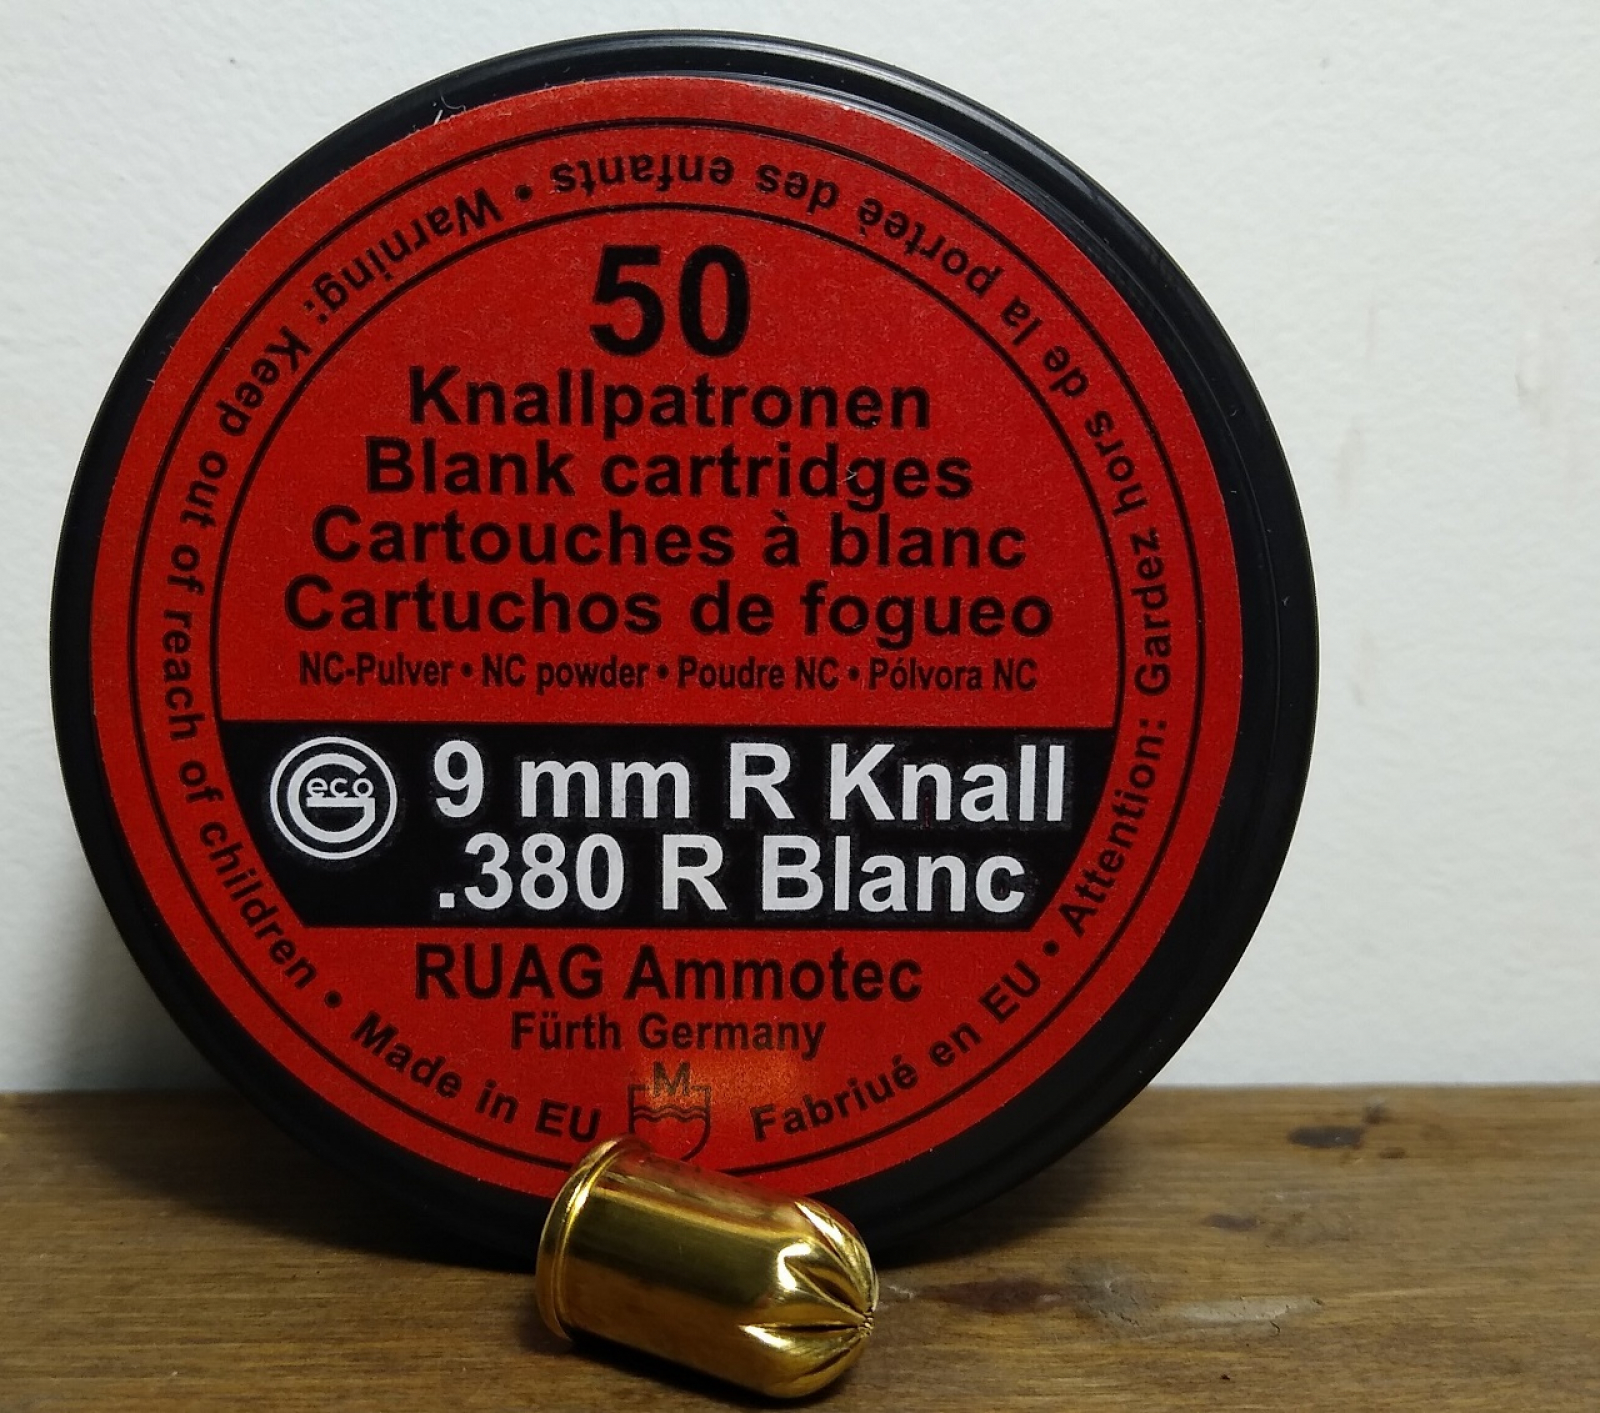 50
Knallpatronen
Blank cartridges
Cartouches à blanc
Cartuchos de fogueo
NC-Pulver • NC powder • Poudre NC • Pólvora NC
Geco
9 mm R Knall
.380 R Blanc
RUAG Ammotec
Fürth Germany
M
Warning: Keep out of reach of children • Made in EU
Fabriué en EU • Attention: Gardez hors de la porteé des enfants •